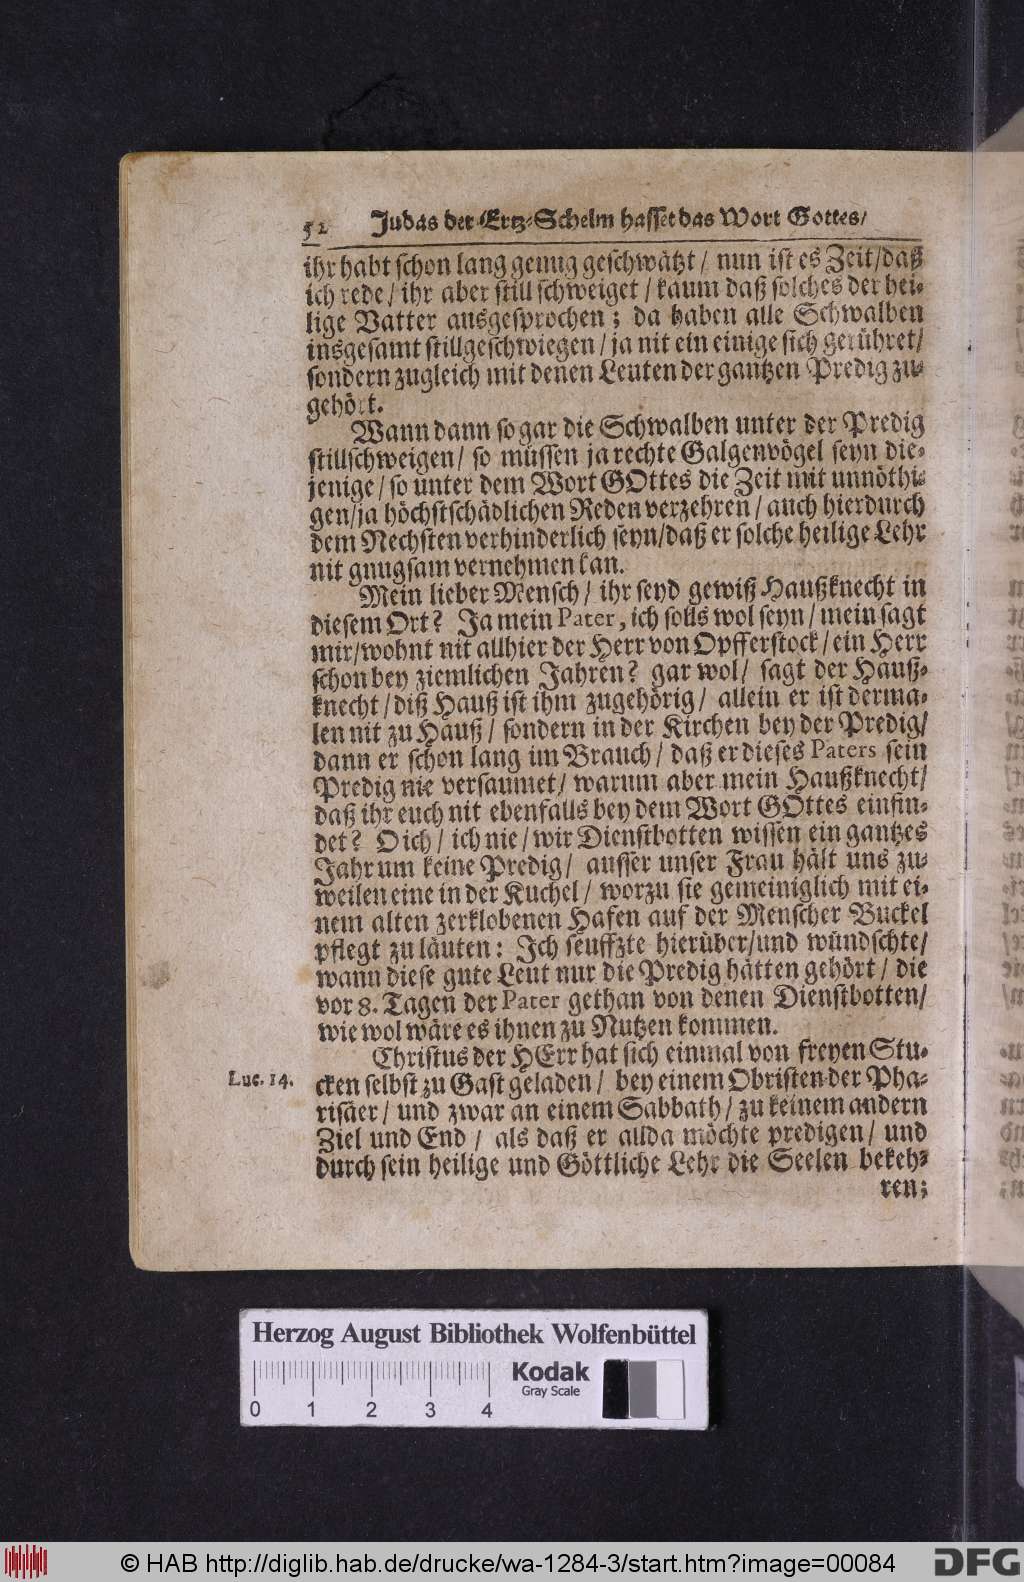 52 Judas der Ertz-Schelm hasset das Wort Gottes/
ihr habt schon lang genug geschwätzt / nun ist es Zeit/daß
ich rede / ihr aber still schweiget / kaum daß solches der hei-
lige Vatter ausgesprochen; da haben alle Schwalben
insgesamt stillgeschwiegen / ja nit ein einige sich gerühret/
sondern zugleich mit denen Leuten der gantzen Predig zu-
gehört.
Wann dann so gar die Schwalben unter der Predig
stillschweigen/ so müssen ja rechte Galgenvögel seyn die-
jenige / so unter dem Wort GOttes die Zeit mit unnöthi-
gen/ja höchstschädlichen Reden verzehren / auch hierdurch
dem Nechsten verhinderlich seyn/daß er solche heilige Lehr
nit gnugsam vernehmen kan.
Mein lieber Mensch / ihr seyd gewiß Haußknecht in
diesem Ort? Ja mein Pater, ich solls wol seyn / mein sagt
mir/wohnt nit allhier der Herr von Opfferstock / ein Herr
schon bey ziemlichen Jahren? gar wol / sagt der Hauß-
knecht / diß Hauß ist ihm zugehörig / allein er ist derma-
len nit zu Hauß / sondern in der Kirchen bey der Predig/
dann er schon lang im Brauch / daß er dieses Paters sein
Predig nie versaumet / warum aber mein Haußknecht/
daß ihr euch nit ebenfalls bey dem Wort GOttes einfin-
det? O ich / ich nie / wir Dienstbotten wissen ein gantzes
Jahr um keine Predig / ausser unser Frau hält uns zu-
weilen eine in der Kuchel / worzu sie gemeiniglich mit ei-
nem alten zerklobenen Hafen auf der Menscher Buckel
pflegt zu läuten: Ich seuffzte hierüber/und wündschte/
wann diese gute Leut nur die Predig hätten gehört / die
vor 8. Tagen der Pater gethan von denen Dienstbotten/
wie wol wäre es ihnen zu Nutzen kommen.
Christus der HErr hat sich einmal von freyen Stu-
Luc. 14. cken selbst zu Gast geladen / bey einem Obristen der Pha-
risäer / und zwar an einem Sabbath / zu keinem andern
Ziel und End / als daß er allda möchte predigen / und
durch sein heilige und Göttliche Lehr die Seelen bekeh-
ren;
Herzog August Bibliothek Wolfenbüttel
Kodak
Gray Scale
0 1 2 3 4
© HAB http://diglib.hab.de/drucke/wa-1284-3/start.htm?image=00084
DFG